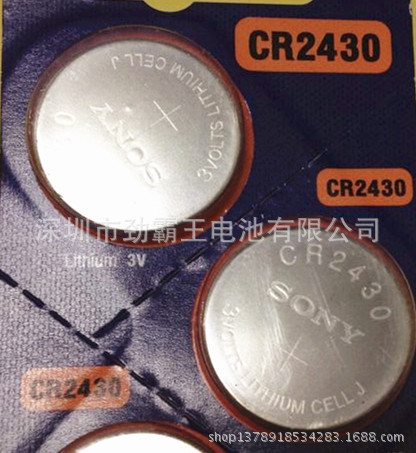 CR2430
3VOLTS LITHIUM CELL J
SONY
30
CR2430
深圳市劲霸王电池有限公司
Lithium 3V
CR2430
SONY
3VOLTS LITHIUM CELL J
CR2430
shop1378918534283.1688.com